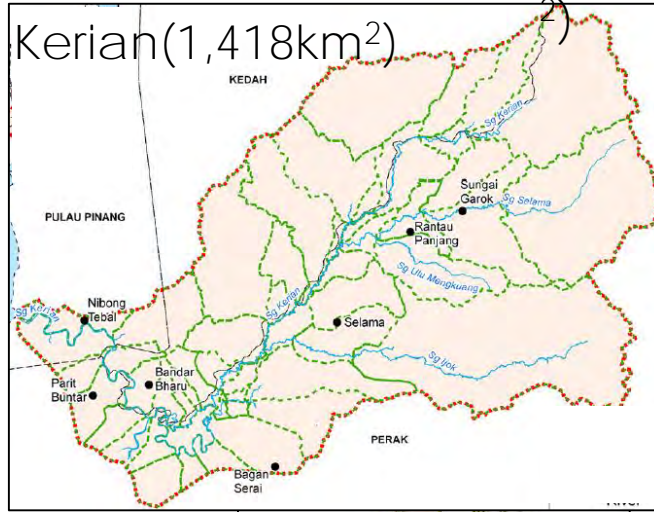 Kerian(1,418km²)
²)
KEDAH
Sg Kerian
Sungai
Garok
Sg Selama
PULAU PINANG
Rantau
Panjang
Sg Ulu Mengkuang
Sg Kerian
Nibong
Tebal
Sg Kerian
Selama
Sg Ijok
Bandar
Bharu
Parit
Buntar
PERAK
Bagan
Serai